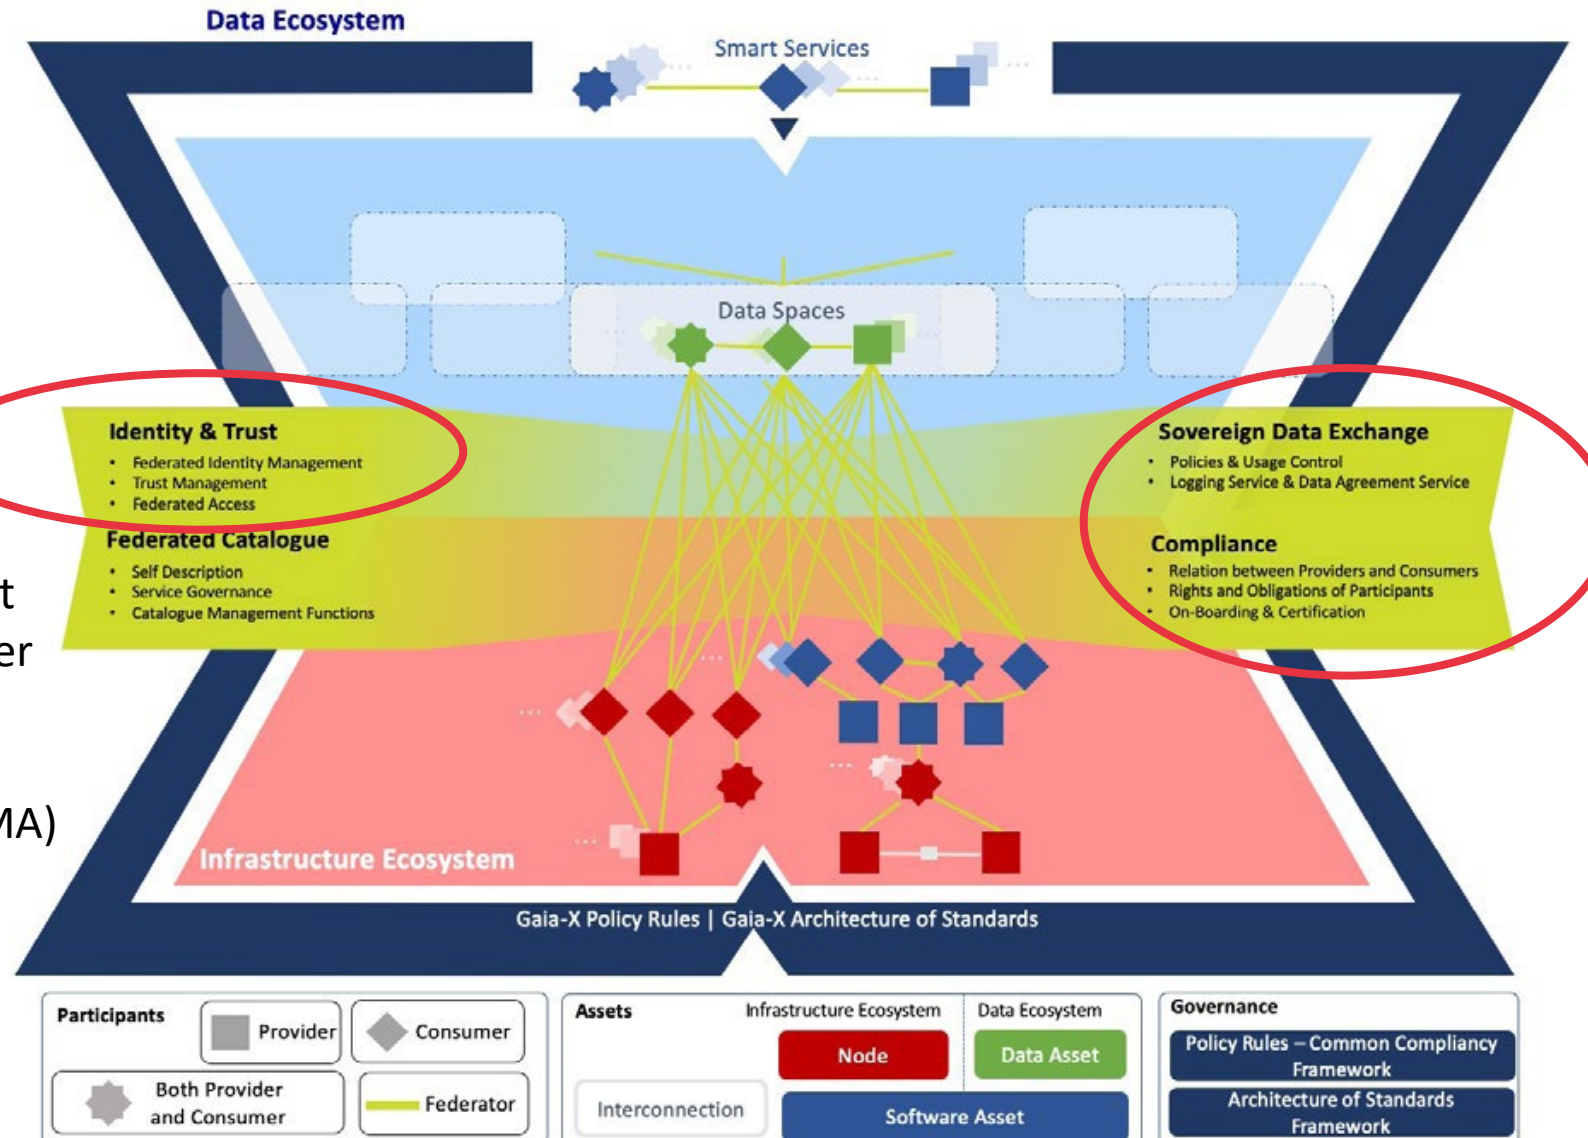 Data Ecosystem
Smart Services
Data Spaces
Identity & Trust
• Federated Identity Management
• Trust Management
• Federated Access
Federated Catalogue
• Self Description
• Service Governance
• Catalogue Management Functions
Sovereign Data Exchange
• Policies & Usage Control
• Logging Service & Data Agreement Service
Compliance
• Relation between Providers and Consumers
• Rights and Obligations of Participants
• On-Boarding & Certification
t
er
MA)
Infrastructure Ecosystem
Gaia-X Policy Rules | Gaia-X Architecture of Standards
Participants
Provider
Consumer
Both Provider
and Consumer
Federator
Assets
Infrastructure Ecosystem
Data Ecosystem
Node
Data Asset
Interconnection
Software Asset
Governance
Policy Rules – Common Compliancy
Framework
Architecture of Standards
Framework